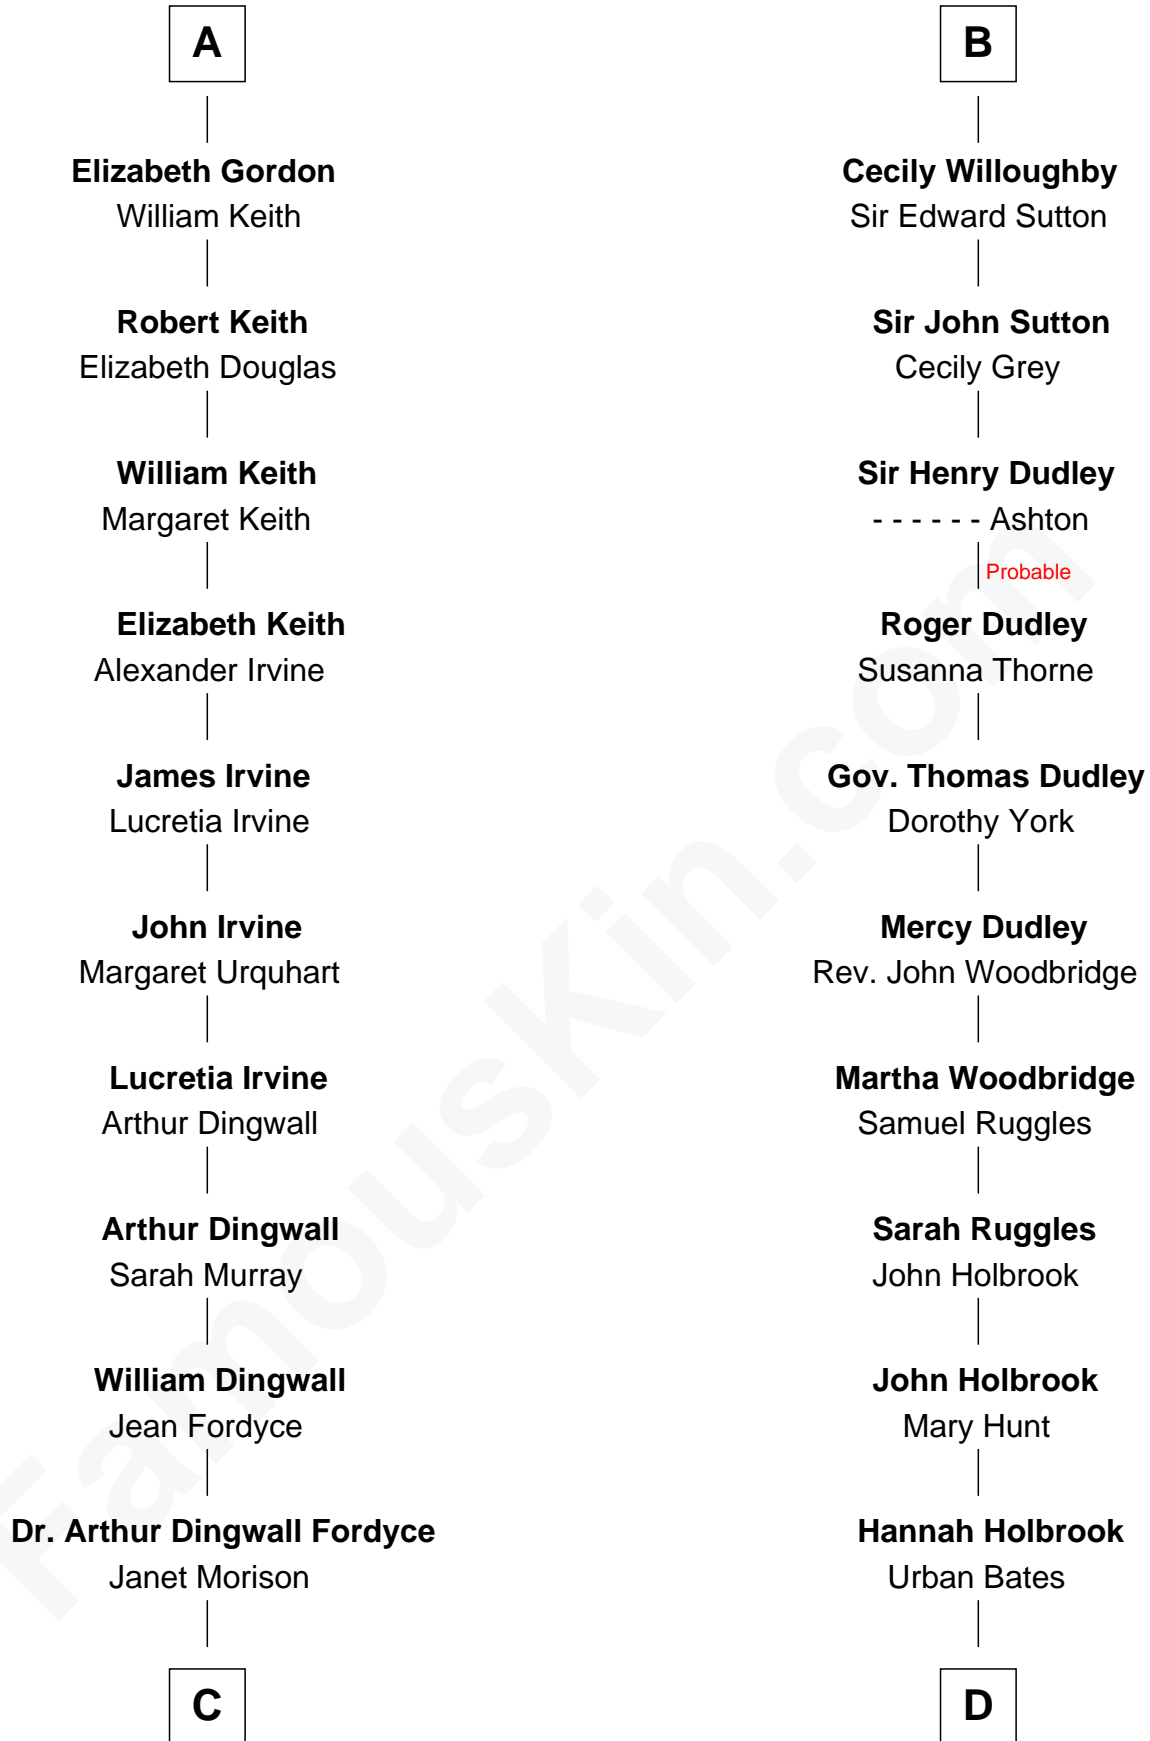 A
Elizabeth Gordon
William Keith
Robert Keith
Elizabeth Douglas
William Keith
Margaret Keith
Elizabeth Keith
Alexander Irvine
James Irvine
Lucretia Irvine
John Irvine
Margaret Urquhart
Lucretia Irvine
Arthur Dingwall
Arthur Dingwall
Sarah Murray
William Dingwall
Jean Fordyce
Dr. Arthur Dingwall Fordyce
Janet Morison
C
B
Cecily Willoughby
Sir Edward Sutton
Sir John Sutton
Cecily Grey
Sir Henry Dudley
- - - - - - Ashton
Probable
Roger Dudley
Susanna Thorne
Gov. Thomas Dudley
Dorothy York
Mercy Dudley
Rev. John Woodbridge
Martha Woodbridge
Samuel Ruggles
Sarah Ruggles
John Holbrook
John Holbrook
Mary Hunt
Hannah Holbrook
Urban Bates
D
FamousKin.com